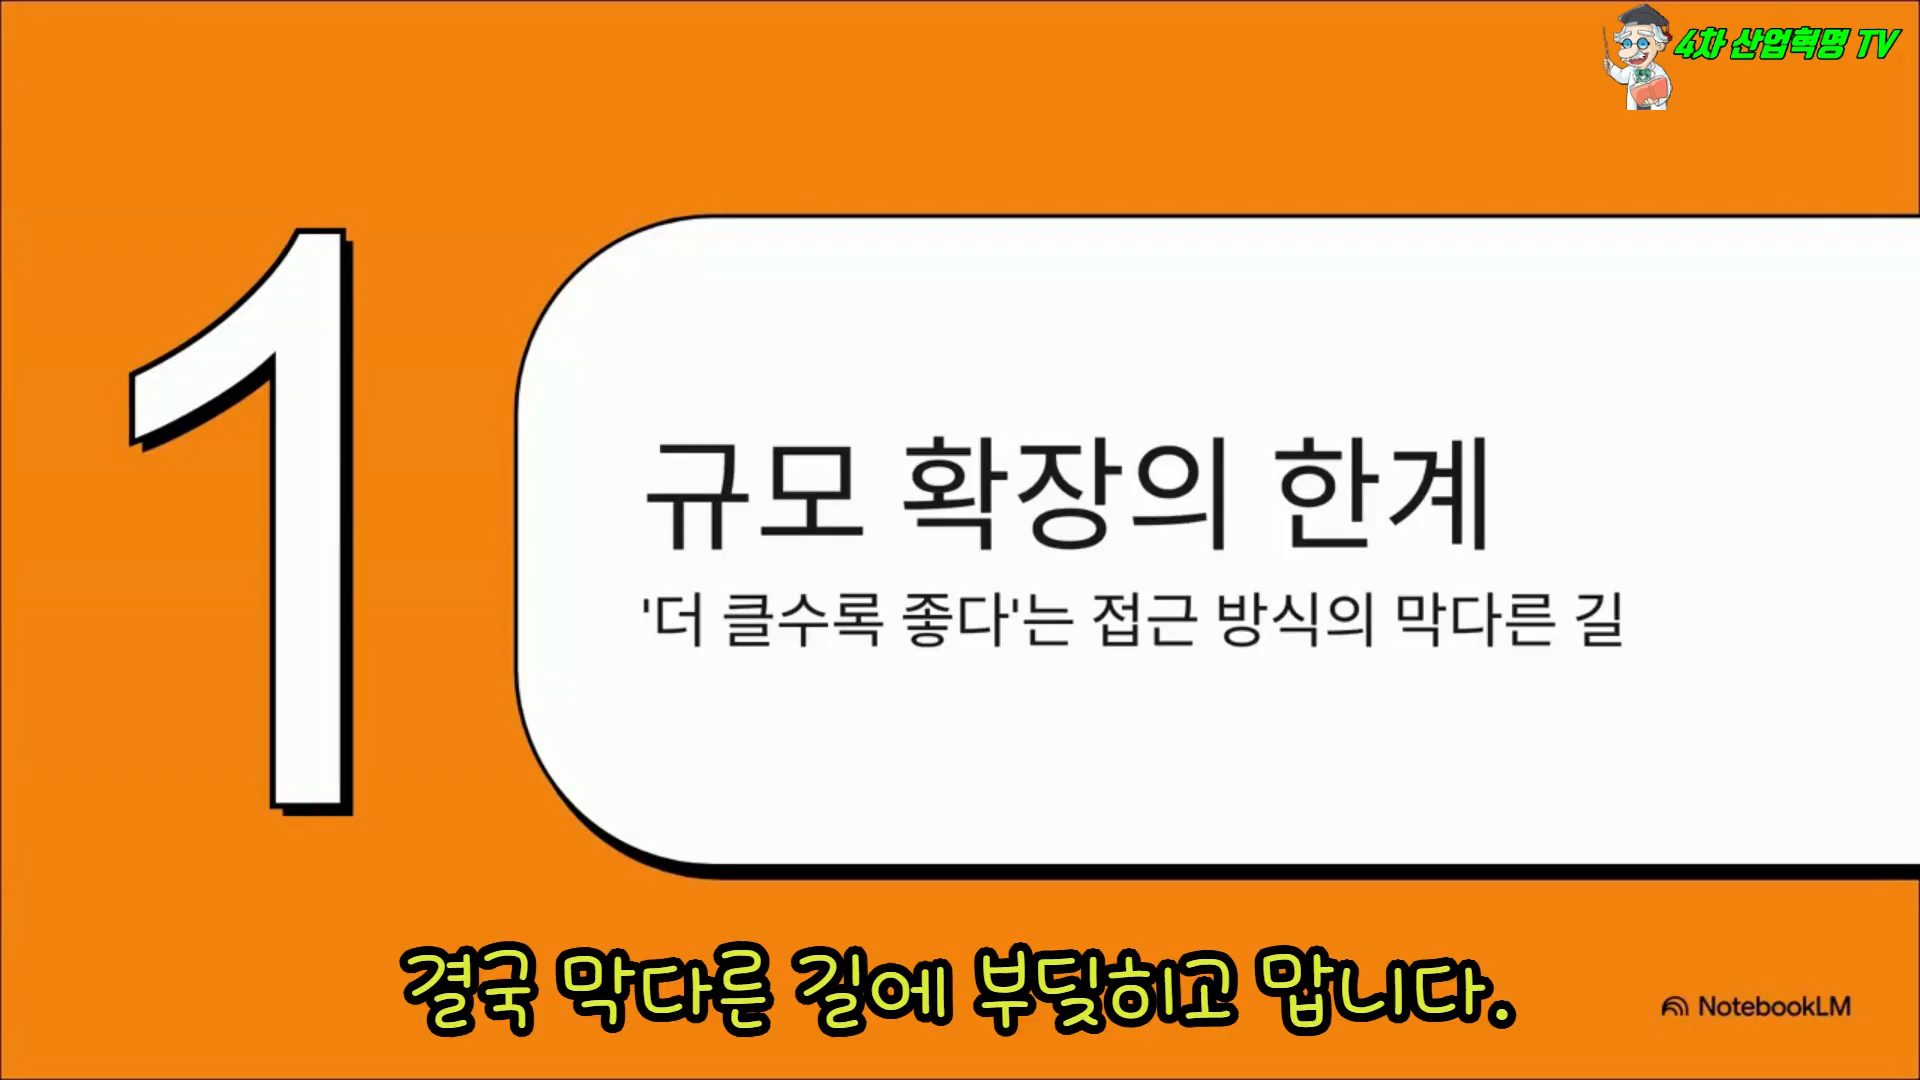 4차 산업혁명 TV
1
규모 확장의 한계
'더 클수록 좋다'는 접근 방식의 막다른 길
결국 막다른 길에 부딪히고 맙니다.
NotebookLM